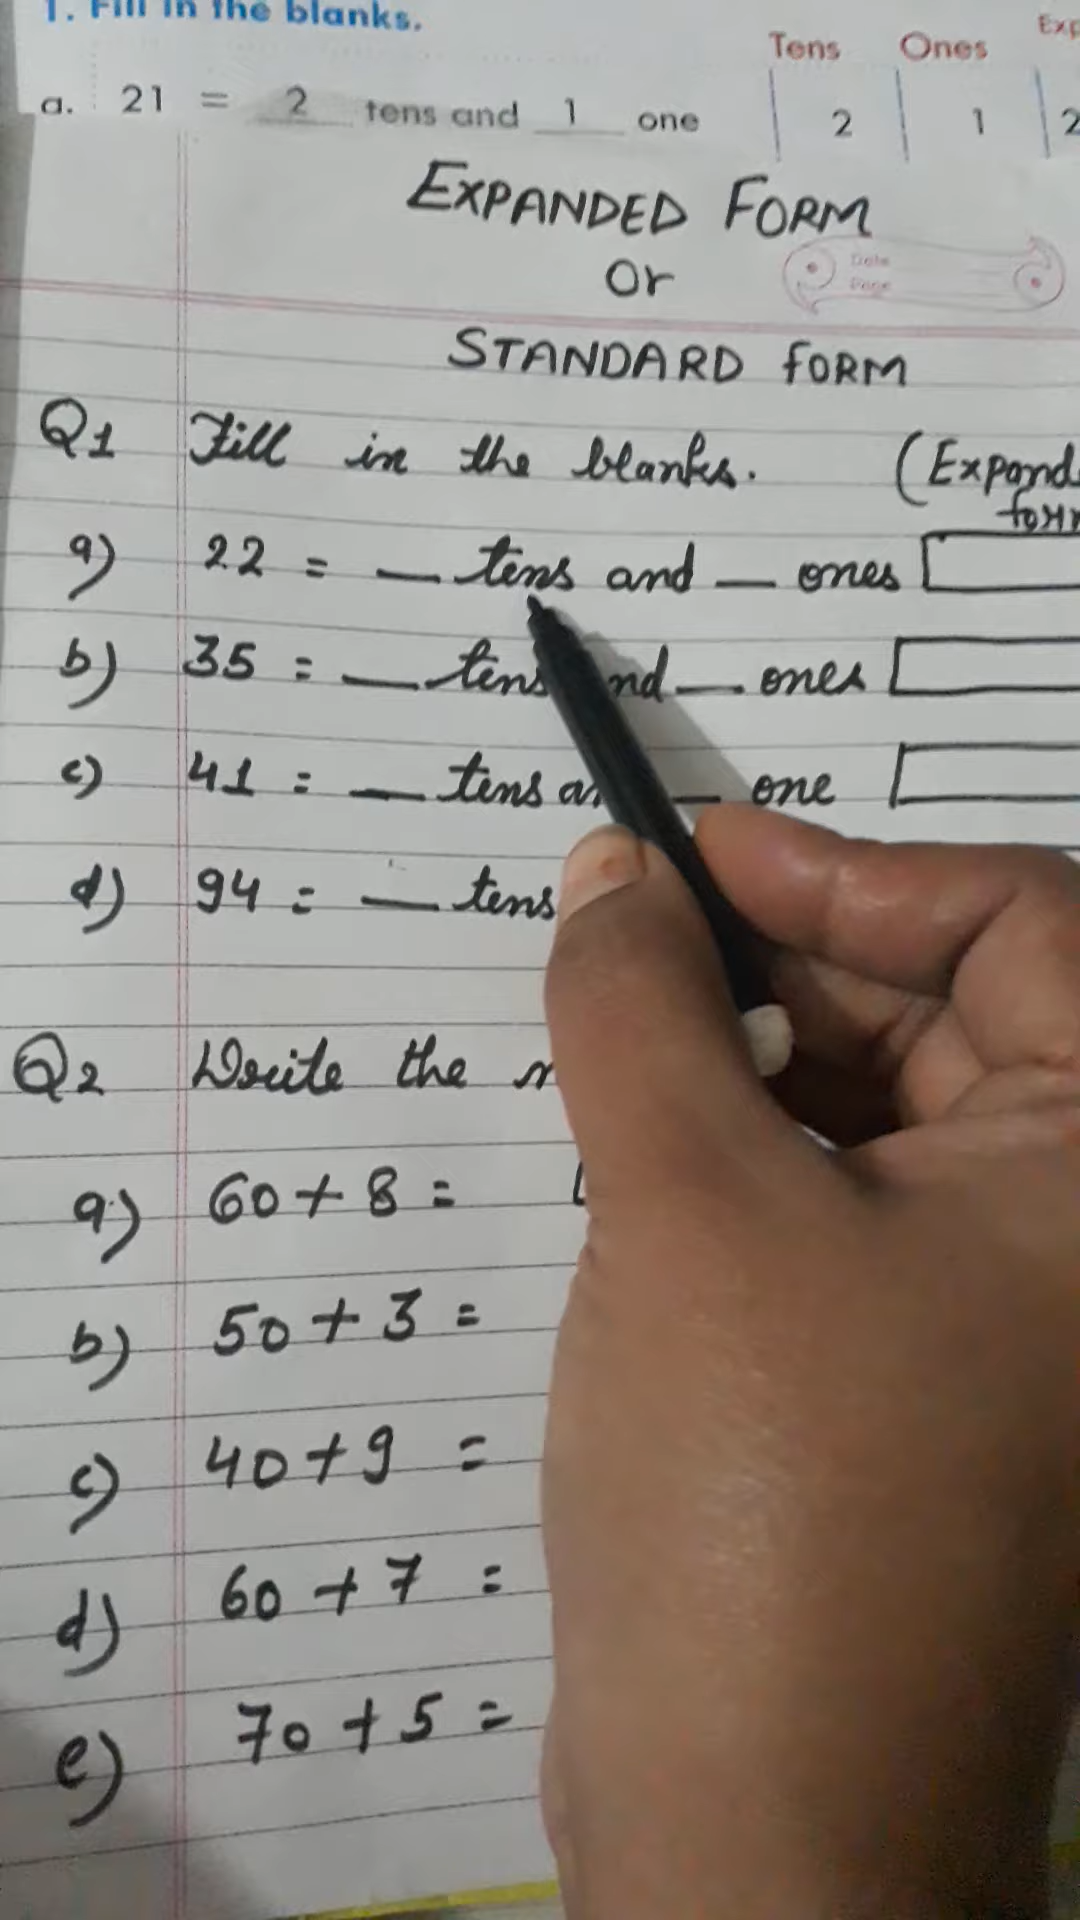 1. Fill in the blanks.
Tens Ones
a. 21 = 2 tens and 1 one 2 1 2
EXPANDED FORM
Or
Date
Page
STANDARD FORM
Q1 Fill in the blanks. (Expand
form
a) 22 = __ tens and __ ones
b) 35 = __ tens and __ ones
c) 41 = __ tens __ one
d) 94 = __ tens
Q2 Write the
a) 60 + 8 =
b) 50 + 3 =
c) 40 + 9 =
d) 60 + 7 =
e) 70 + 5 =